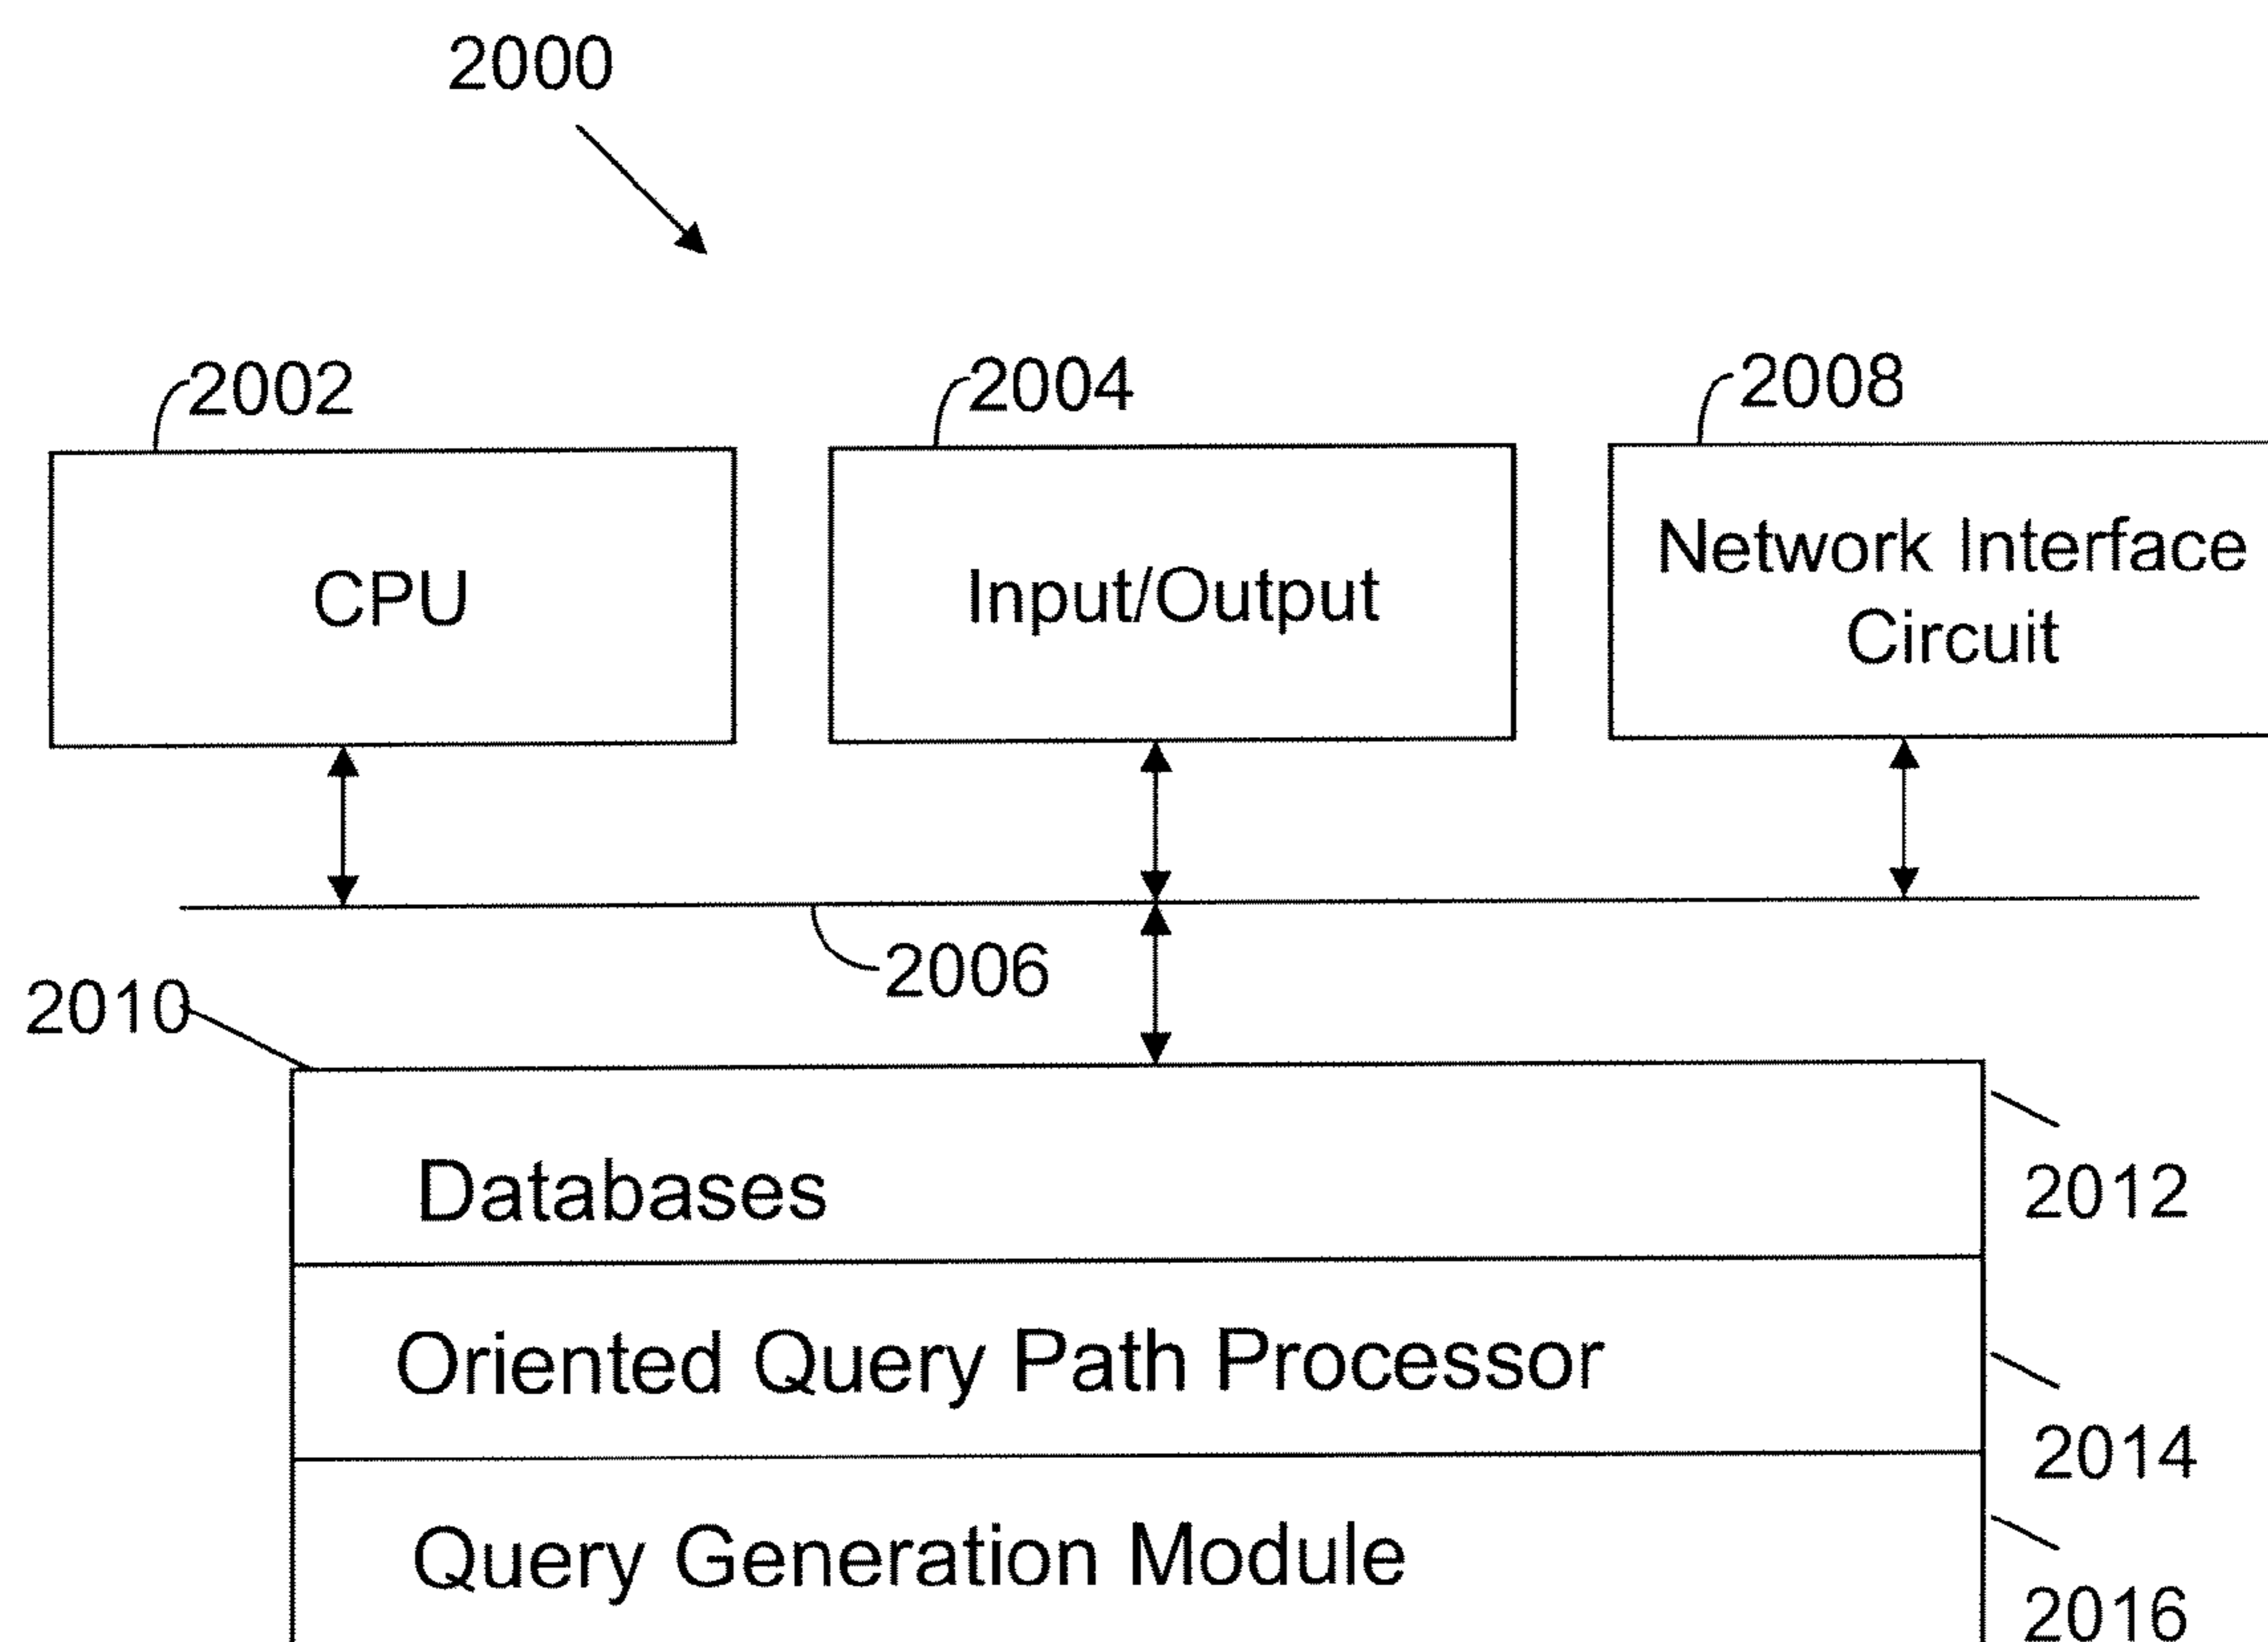 2000
2002
2004
2008
CPU
Input/Output
Network Interface
Circuit
2006
2010
Databases
2012
Oriented Query Path Processor
2014
Query Generation Module
2016